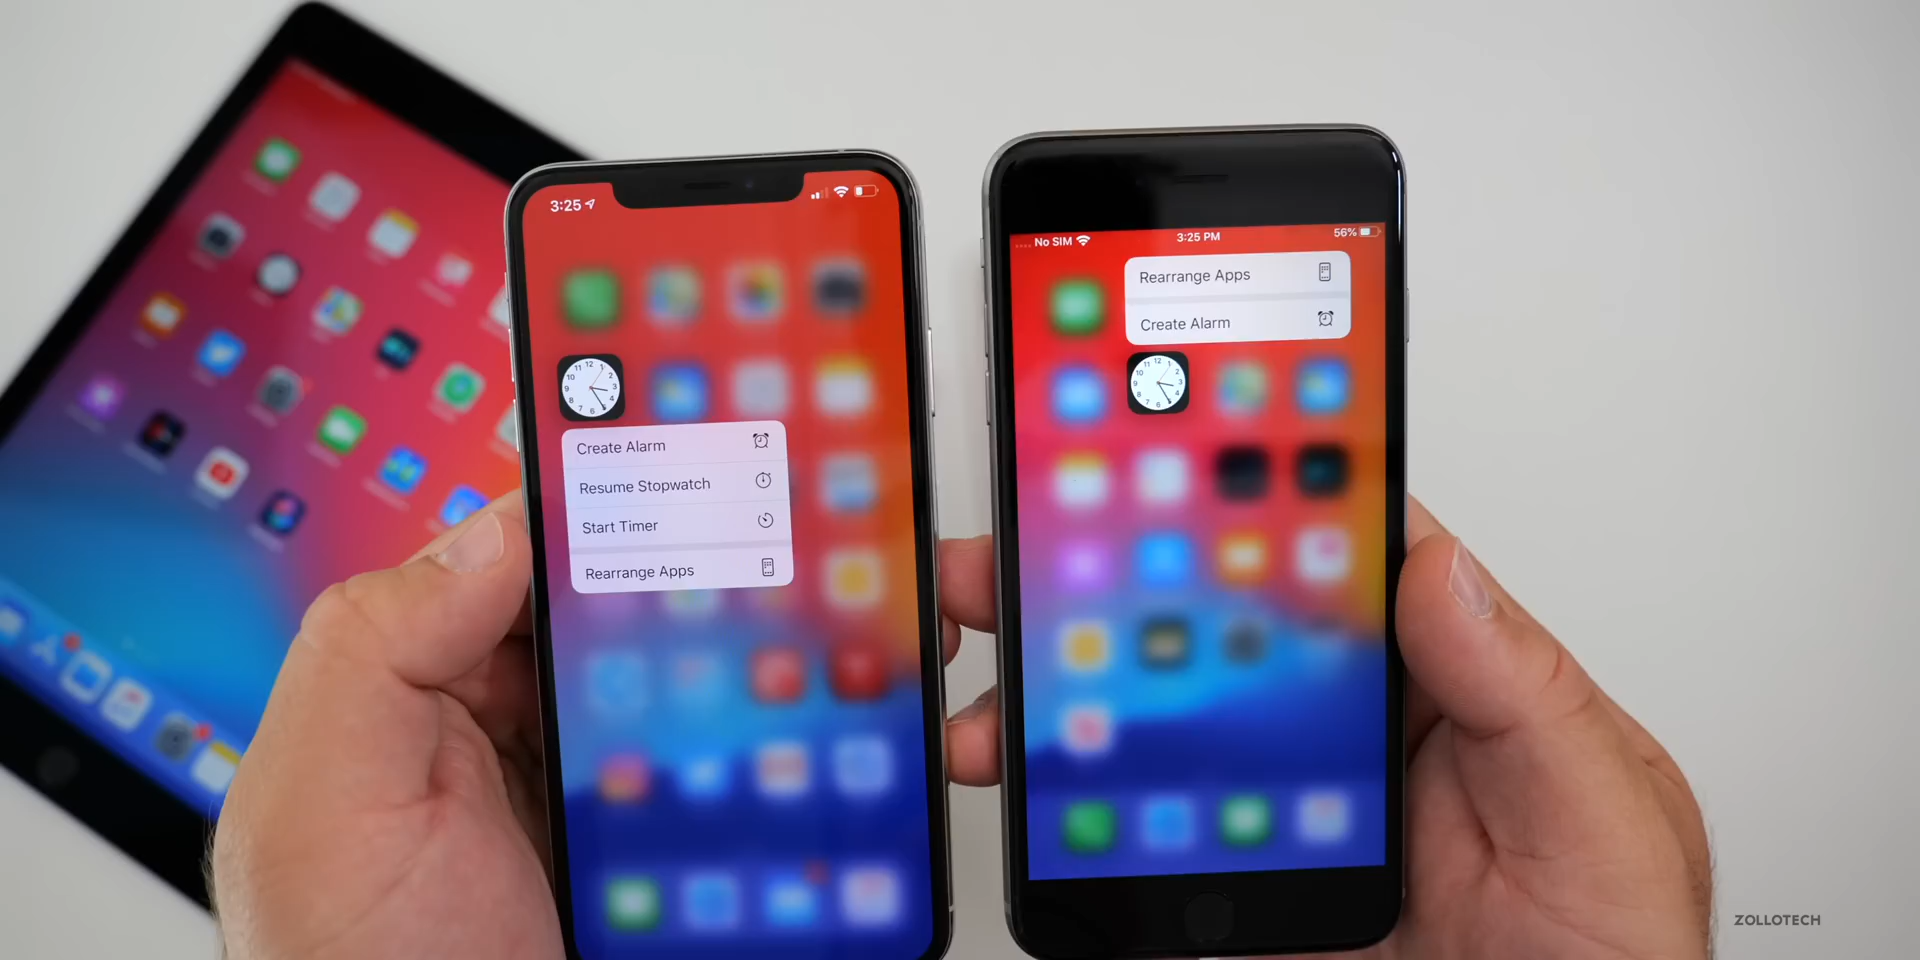 3:25
Create Alarm
Resume Stopwatch
Start Timer
Rearrange Apps
No SIM
3:25 PM
56%
Rearrange Apps
Create Alarm
ZOLLOTECH